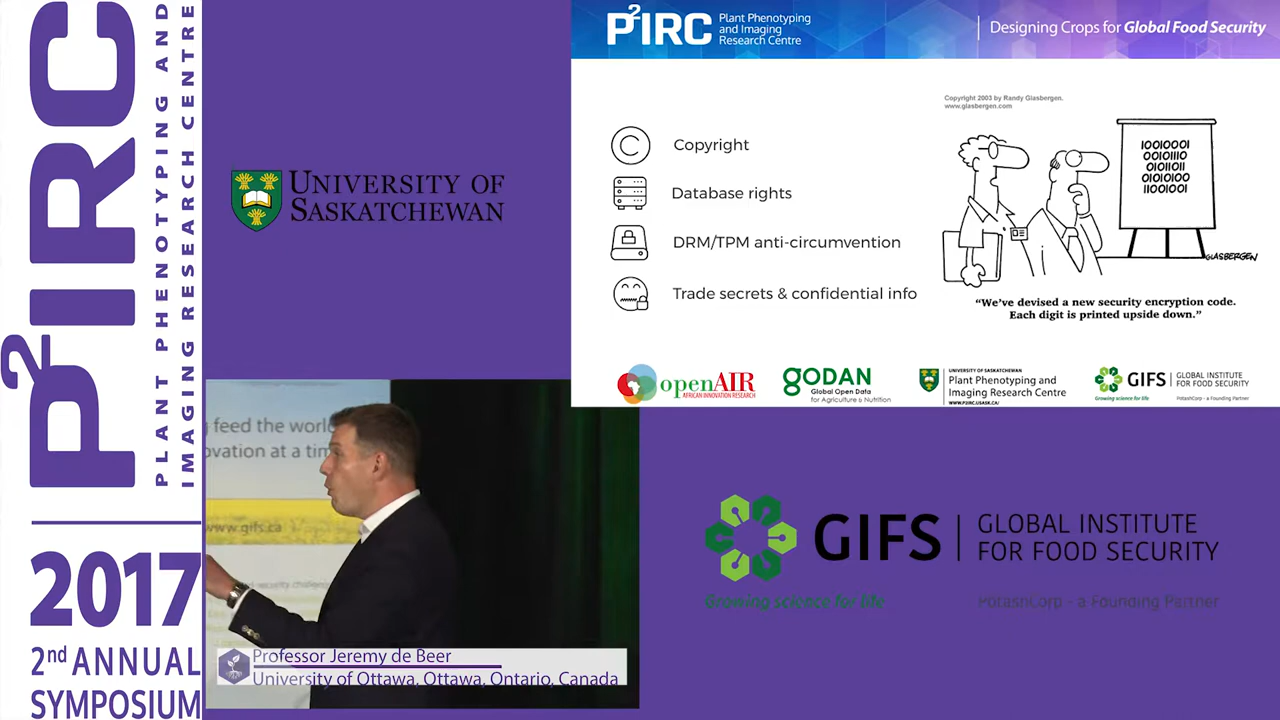 P²IRC
PLANT PHENOTYPING AND
IMAGING RESEARCH CENTRE
2017
2nd ANNUAL
SYMPOSIUM
UNIVERSITY OF
SASKATCHEWAN
P²IRC
Plant Phenotyping
and Imaging
Research Centre
Designing Crops for Global Food Security
Copyright
Database rights
DRM/TPM anti-circumvention
Trade secrets & confidential info
Copyright 2003 by Randy Glasbergen.
www.glasbergen.com
10100001
00101110
01011011
01010100
11001001
GLASBERGEN
"We've devised a new security encryption code.
Each digit is printed upside down."
openAIR
AFRICAN INNOVATION RESEARCH
GODAN
Global Open Data
for Agriculture & Nutrition
UNIVERSITY OF SASKATCHEWAN
Plant Phenotyping and
Imaging Research Centre
WWW.P2IRC.USASK.CA/
GIFS
GLOBAL INSTITUTE
FOR FOOD SECURITY
Growing science for life
PotashCorp - a Founding Partner
feed the world
ovation at a tim
www.gifs.ca
Professor Jeremy de Beer
University of Ottawa, Ottawa, Ontario, Canada
GIFS
GLOBAL INSTITUTE
FOR FOOD SECURITY
Growing science for life
PotashCorp - a Founding Partner